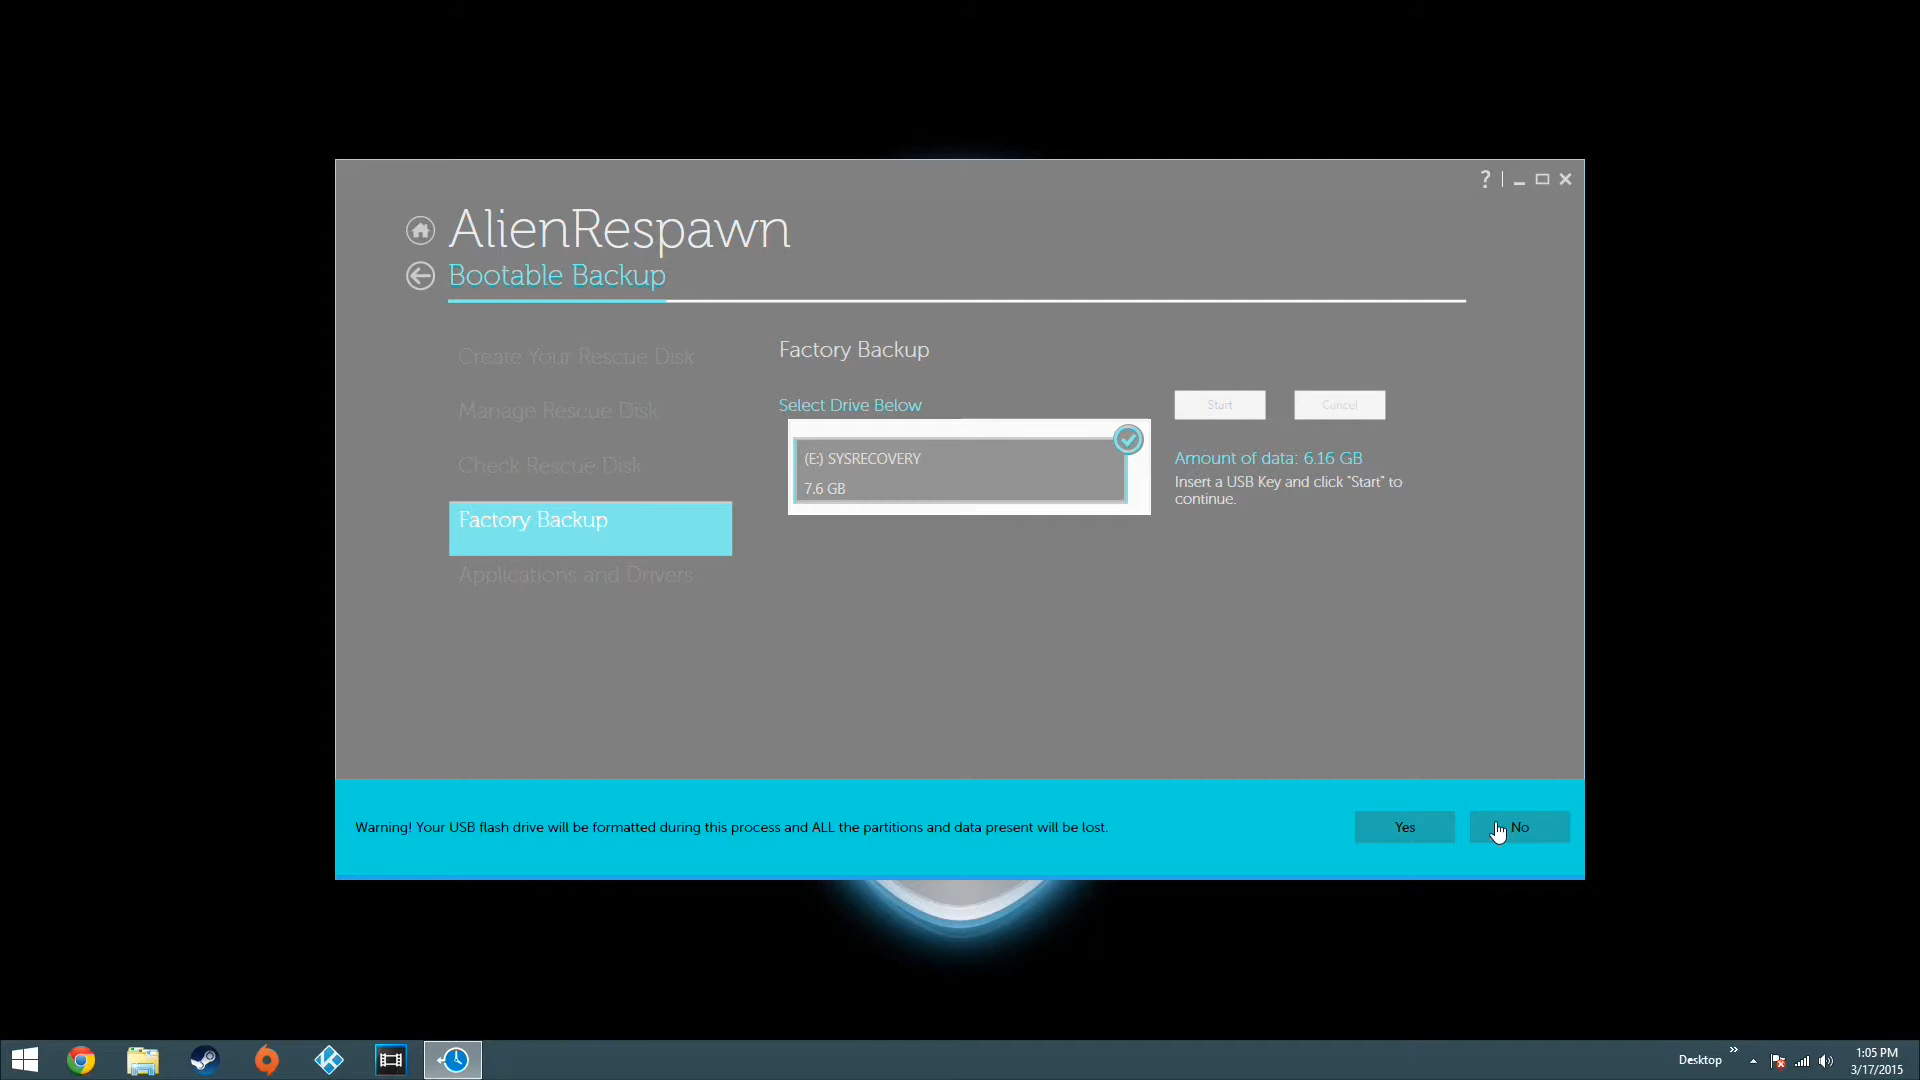 ?
AlienRespawn
Bootable Backup
Create Your Rescue Disk
Manage Rescue Disk
Check Rescue Disk
Factory Backup
Applications and Drivers
Factory Backup
Select Drive Below
(E:) SYSRECOVERY
7.6 GB
Start
Cancel
Amount of data: 6.16 GB
Insert a USB Key and click "Start" to
continue.
Warning! Your USB flash drive will be formatted during this process and ALL the partitions and data present will be lost.
Yes
No
Desktop
1:05 PM
3/17/2015